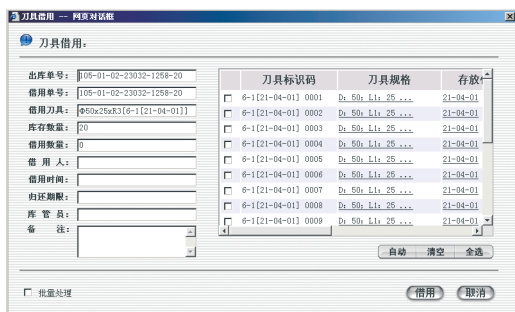 刀具借用 -- 网页对话框
刀具借用：
出库单号： 105-01-02-23032-1258-20
借用单号： 105-01-02-23032-1258-20
借用刀具： Φ50x25xR3[6-1[21-04-01]]
库存数量： 20
借用数量： 0
借 用 人：
借用时间：
归还期限：
库 管 员：
备 注：
刀具标识码 刀具规格 存放
6-1[21-04-01] 0001 D: 50; L1: 25 ... 21-04-01
6-1[21-04-01] 0002 D: 50; L1: 25 ... 21-04-01
6-1[21-04-01] 0003 D: 50; L1: 25 ... 21-04-01
6-1[21-04-01] 0004 D: 50; L1: 25 ... 21-04-01
6-1[21-04-01] 0005 D: 50; L1: 25 ... 21-04-01
6-1[21-04-01] 0006 D: 50; L1: 25 ... 21-04-01
6-1[21-04-01] 0007 D: 50; L1: 25 ... 21-04-01
6-1[21-04-01] 0008 D: 50; L1: 25 ... 21-04-01
6-1[21-04-01] 0009 D: 50; L1: 25 ... 21-04-01
自动 清空 全选
批量处理
借用 取消